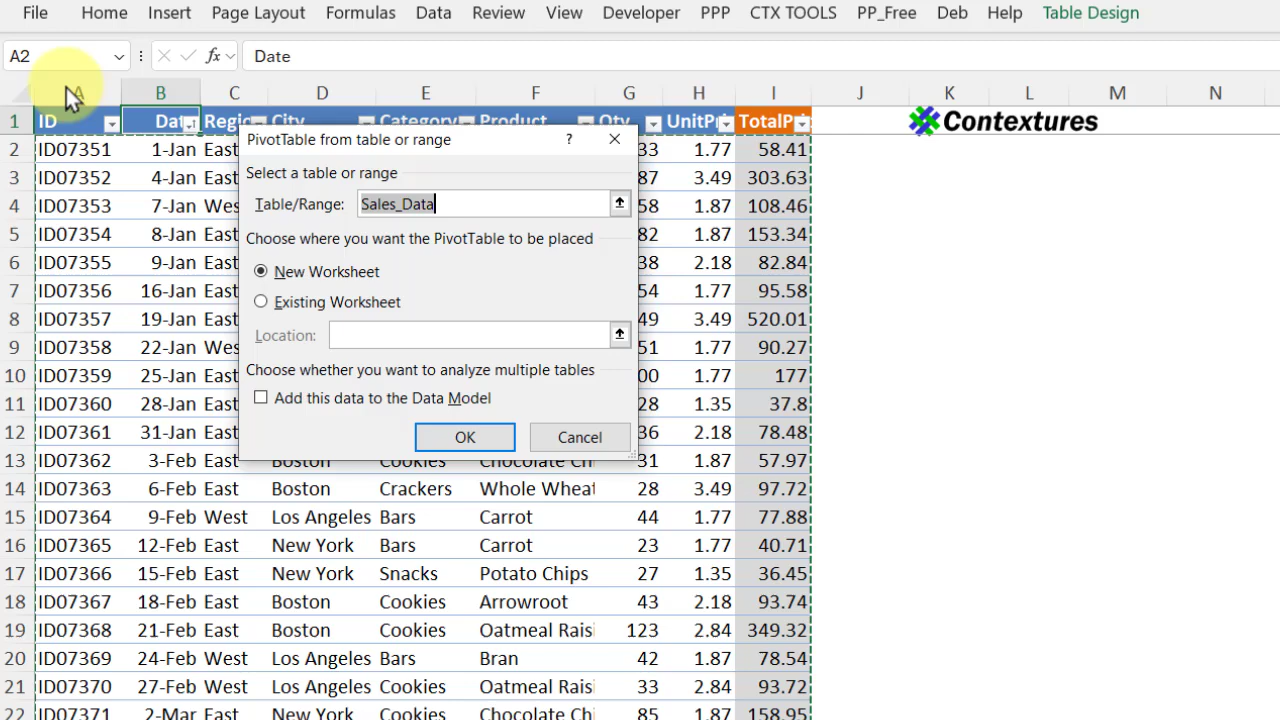 File Home Insert Page Layout Formulas Data Review View Developer PPP CTX TOOLS PP_Free Deb Help Table Design
A2 fx Date
A B C D E F G H I J K L M N
1 ID Dat Regio City Category Product Qty UnitPri TotalPri Contextures
PivotTable from table or range ?
Select a table or range
Table/Range: Sales_Data
Choose where you want the PivotTable to be placed
New Worksheet
Existing Worksheet
Location:
Choose whether you want to analyze multiple tables
Add this data to the Data Model
OK Cancel
2 ID07351 1-Jan East 33 1.77 58.41
3 ID07352 4-Jan East 87 3.49 303.63
4 ID07353 7-Jan Wes 58 1.87 108.46
5 ID07354 8-Jan East 82 1.87 153.34
6 ID07355 9-Jan East 38 2.18 82.84
7 ID07356 16-Jan East 54 1.77 95.58
8 ID07357 19-Jan East 49 3.49 520.01
9 ID07358 22-Jan Wes 51 1.77 90.27
10 ID07359 25-Jan East 00 1.77 177
11 ID07360 28-Jan East 28 1.35 37.8
12 ID07361 31-Jan East 36 2.18 78.48
13 ID07362 3-Feb East Boston Cookies Chocolate Ch 31 1.87 57.97
14 ID07363 6-Feb East Boston Crackers Whole Wheat 28 3.49 97.72
15 ID07364 9-Feb West Los Angeles Bars Carrot 44 1.77 77.88
16 ID07365 12-Feb East New York Bars Carrot 23 1.77 40.71
17 ID07366 15-Feb East New York Snacks Potato Chips 27 1.35 36.45
18 ID07367 18-Feb East Boston Cookies Arrowroot 43 2.18 93.74
19 ID07368 21-Feb East Boston Cookies Oatmeal Raisi 123 2.84 349.32
20 ID07369 24-Feb West Los Angeles Bars Bran 42 1.87 78.54
21 ID07370 27-Feb West Los Angeles Cookies Oatmeal Raisi 33 2.84 93.72
22 ID07371 2-Mar East New York Cookies Chocolate Chi 85 1.87 158.95